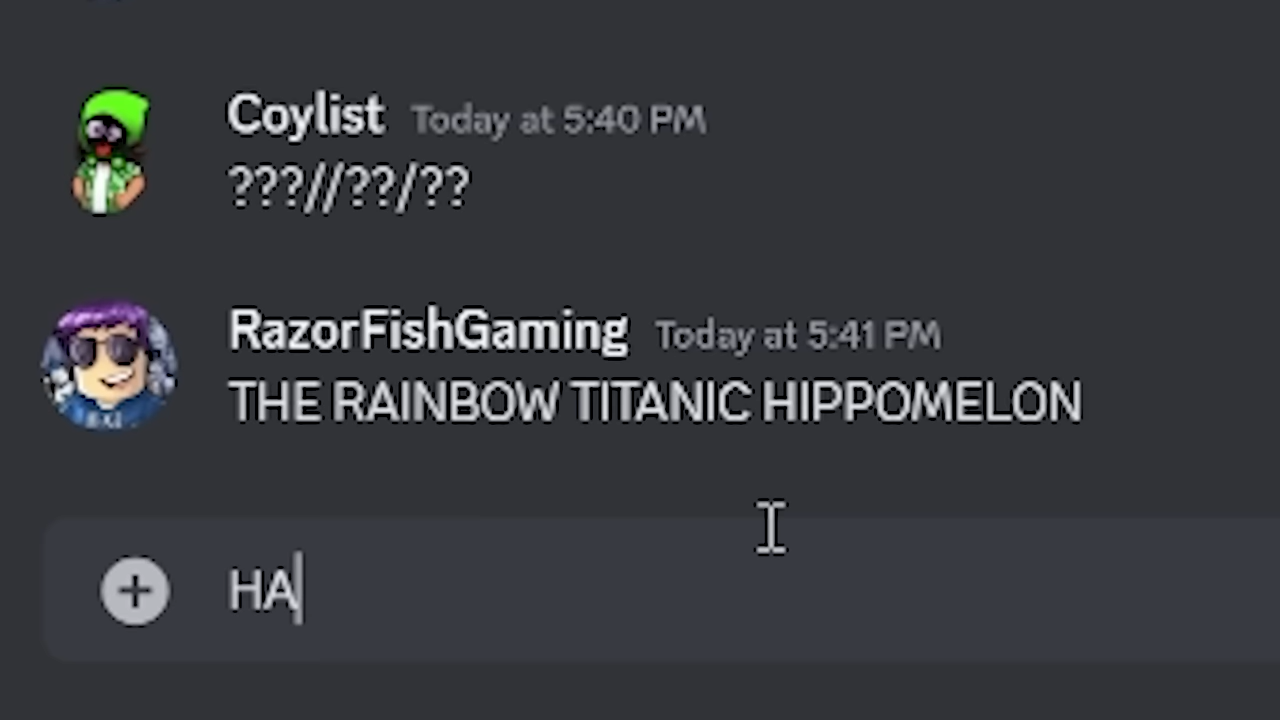 Coylist Today at 5:40 PM
???//??/??
RazorFishGaming Today at 5:41 PM
THE RAINBOW TITANIC HIPPOMELON
HA